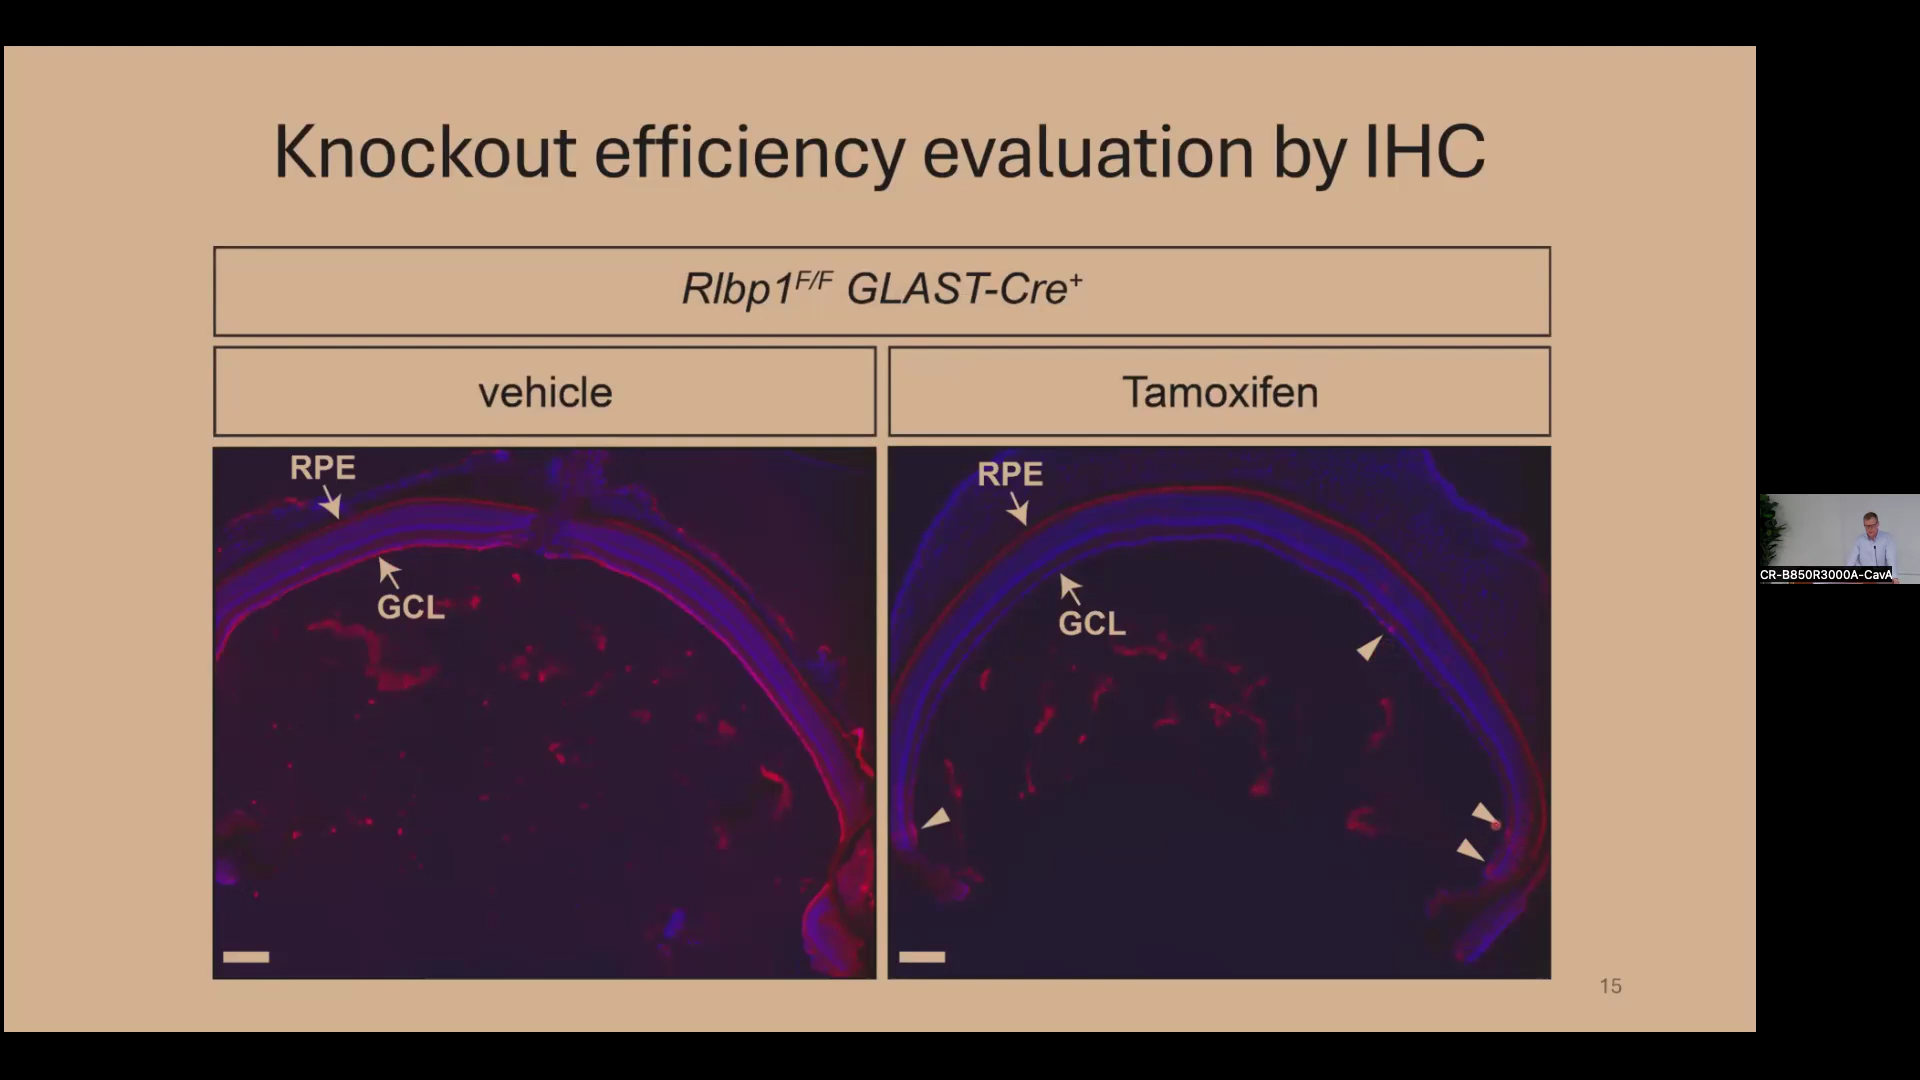 Knockout efficiency evaluation by IHC
Rlbp1F/F GLAST-Cre+
vehicle
Tamoxifen
RPE
GCL
RPE
GCL
15
CR-B850R3000A-CavA